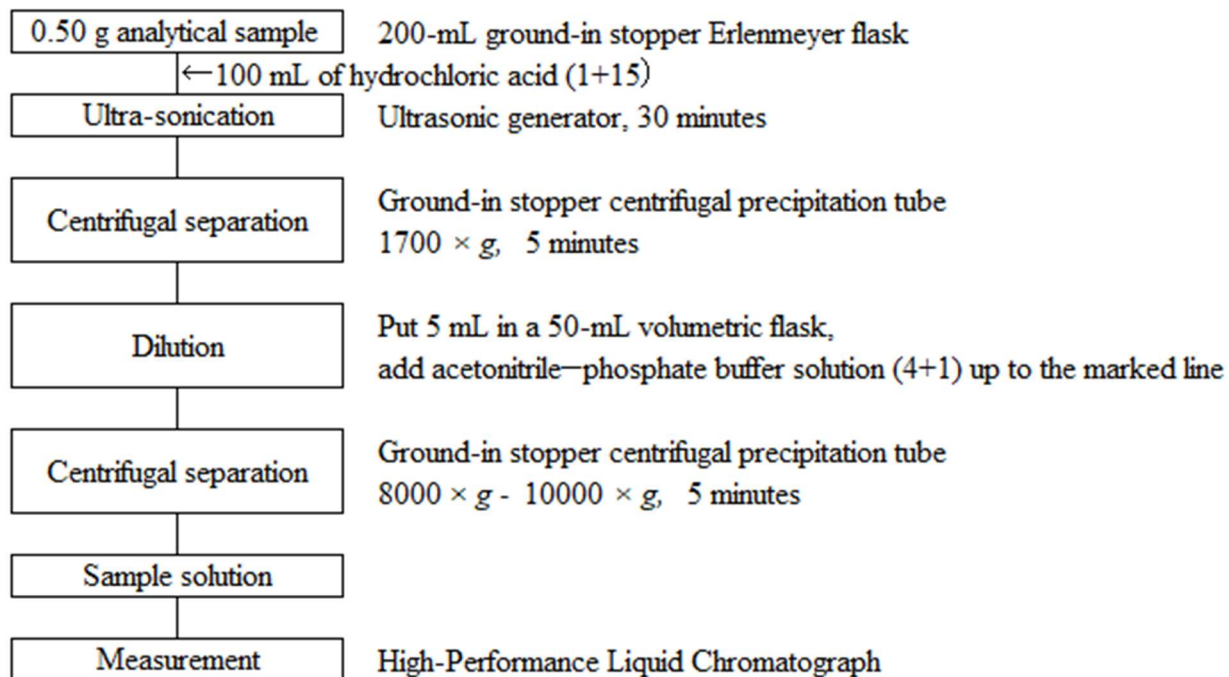 0.50 g analytical sample 200-mL ground-in stopper Erlenmeyer flask
←100 mL of hydrochloric acid (1+15)
Ultra-sonication Ultrasonic generator, 30 minutes
Centrifugal separation
Ground-in stopper centrifugal precipitation tube
1700 × g, 5 minutes
Dilution
Put 5 mL in a 50-mL volumetric flask,
add acetonitrile−phosphate buffer solution (4+1) up to the marked line
Centrifugal separation
Ground-in stopper centrifugal precipitation tube
8000 × g - 10000 × g, 5 minutes
Sample solution
Measurement High-Performance Liquid Chromatograph